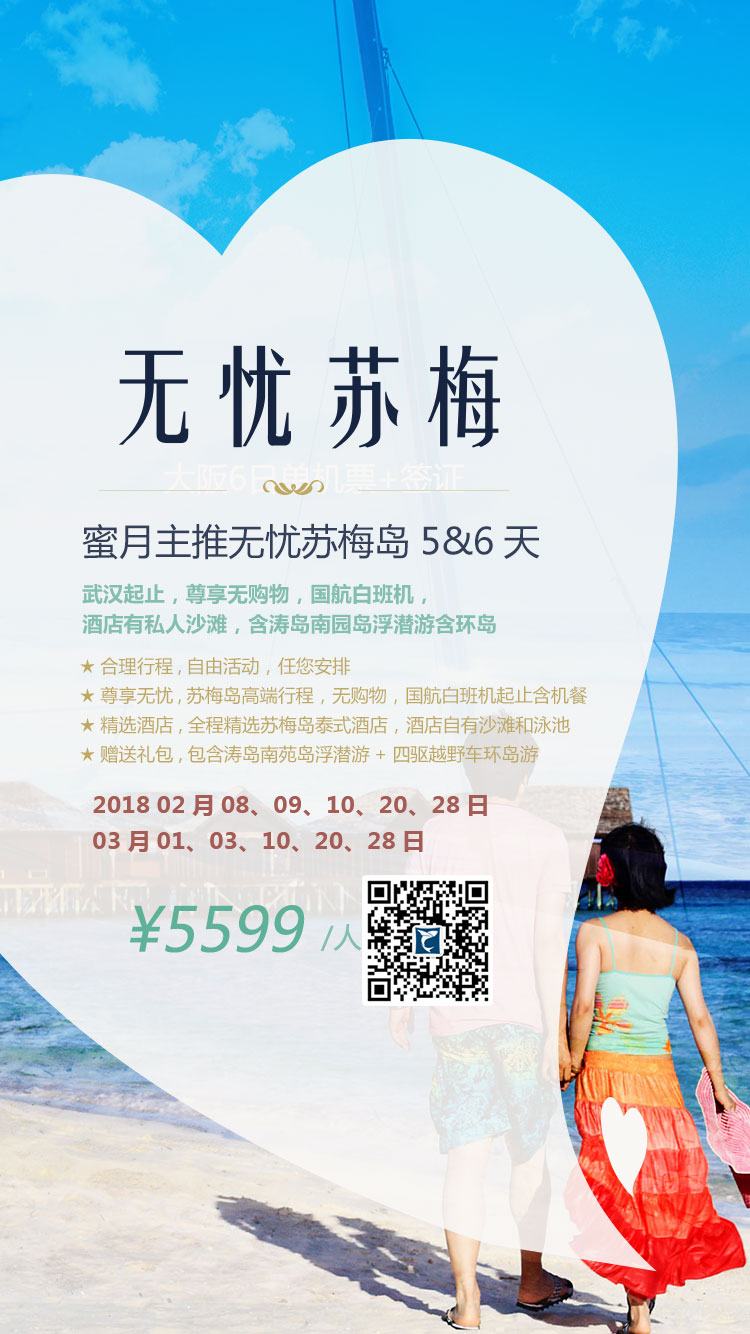 无忧苏梅
大阪6日单机票+签证
蜜月主推无忧苏梅岛 5&6 天
武汉起止，尊享无购物，国航白班机，
酒店有私人沙滩，含涛岛南园岛浮潜游含环岛
★ 合理行程，自由活动，任您安排
★ 尊享无忧，苏梅岛高端行程，无购物，国航白班机起止含机餐
★ 精选酒店，全程精选苏梅岛泰式酒店，酒店自有沙滩和泳池
★ 赠送礼包，包含涛岛南苑岛浮潜游 + 四驱越野车环岛游
2018 02 月 08、09、10、20、28 日
03 月 01、03、10、20、28 日
¥5599 /人